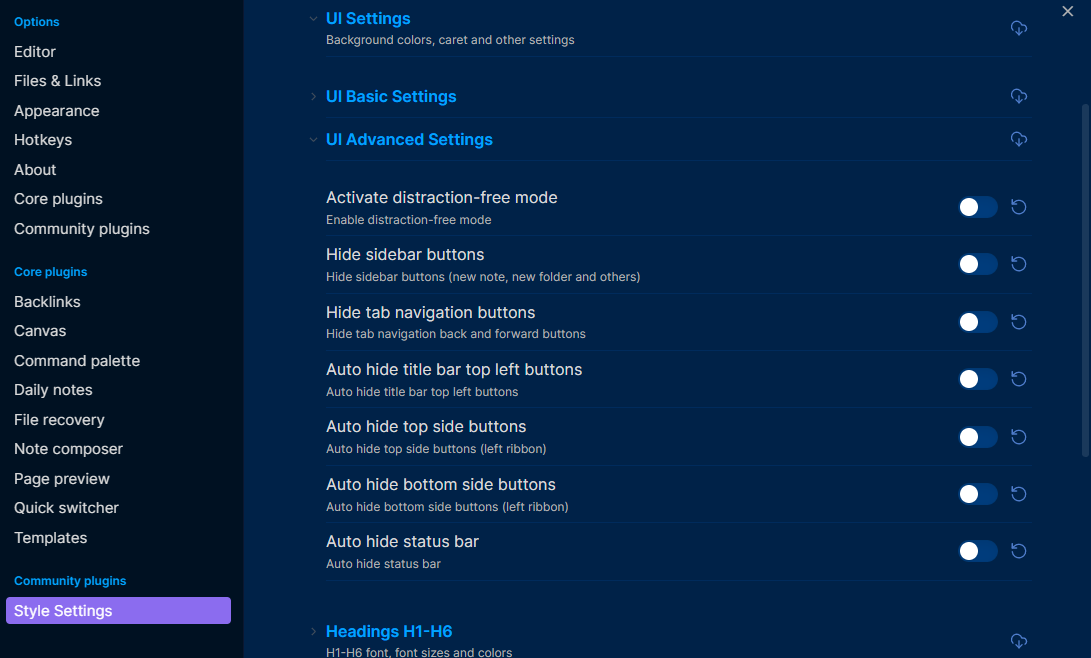 Options
Editor
Files & Links
Appearance
Hotkeys
About
Core plugins
Community plugins
Core plugins
Backlinks
Canvas
Command palette
Daily notes
File recovery
Note composer
Page preview
Quick switcher
Templates
Community plugins
Style Settings
UI Settings
Background colors, caret and other settings
UI Basic Settings
UI Advanced Settings
Activate distraction-free mode
Enable distraction-free mode
Hide sidebar buttons
Hide sidebar buttons (new note, new folder and others)
Hide tab navigation buttons
Hide tab navigation back and forward buttons
Auto hide title bar top left buttons
Auto hide title bar top left buttons
Auto hide top side buttons
Auto hide top side buttons (left ribbon)
Auto hide bottom side buttons
Auto hide bottom side buttons (left ribbon)
Auto hide status bar
Auto hide status bar
Headings H1-H6
H1-H6 font, font sizes and colors